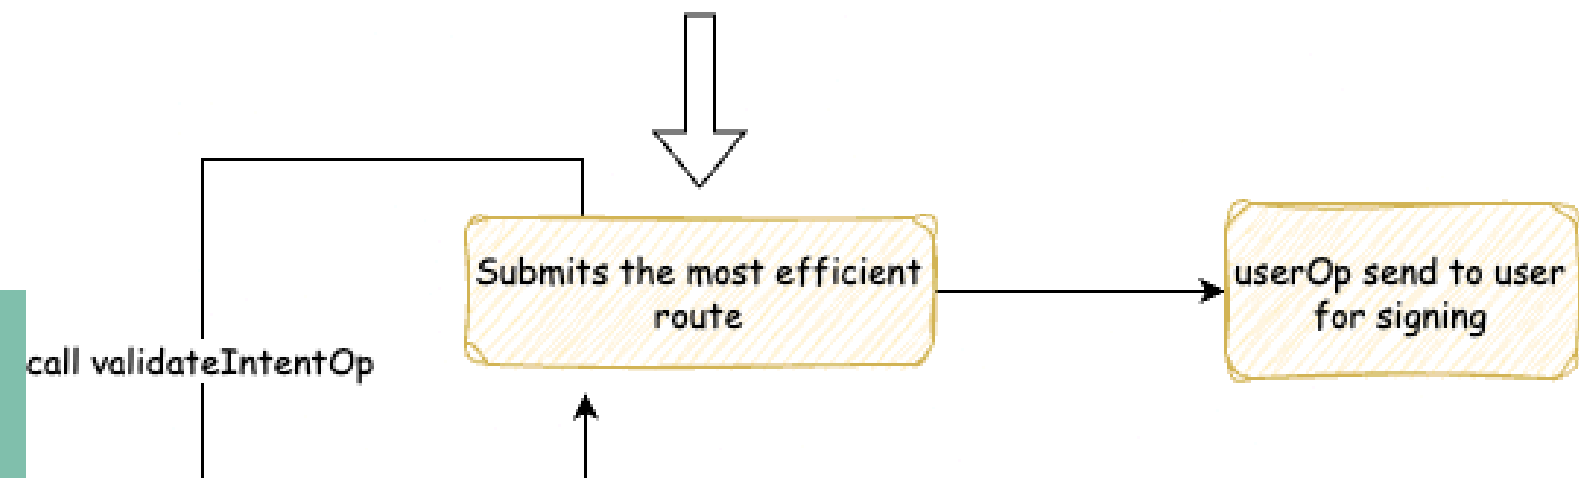 Submits the most efficient
route
userOp send to user
for signing
call validateIntentOp